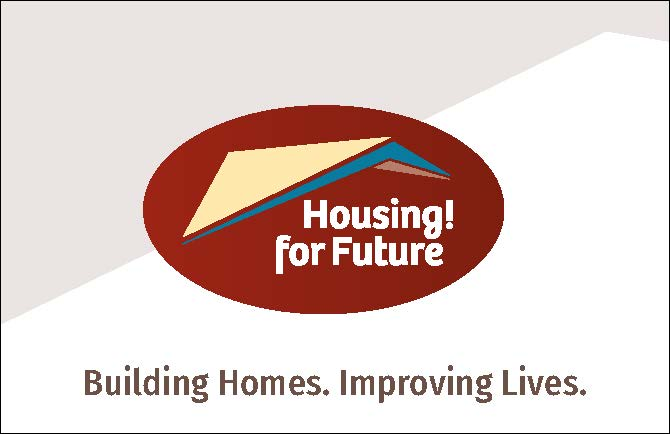 Housing!
for Future
Building Homes. Improving Lives.